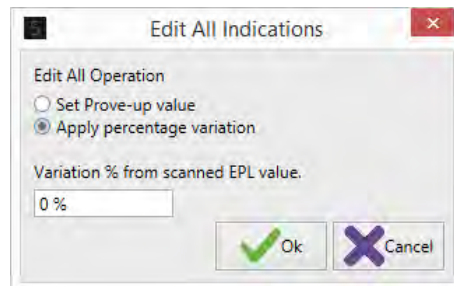 Edit All Indications
Edit All Operation
Set Prove-up value
Apply percentage variation
Variation % from scanned EPL value.
0 %
Ok
Cancel